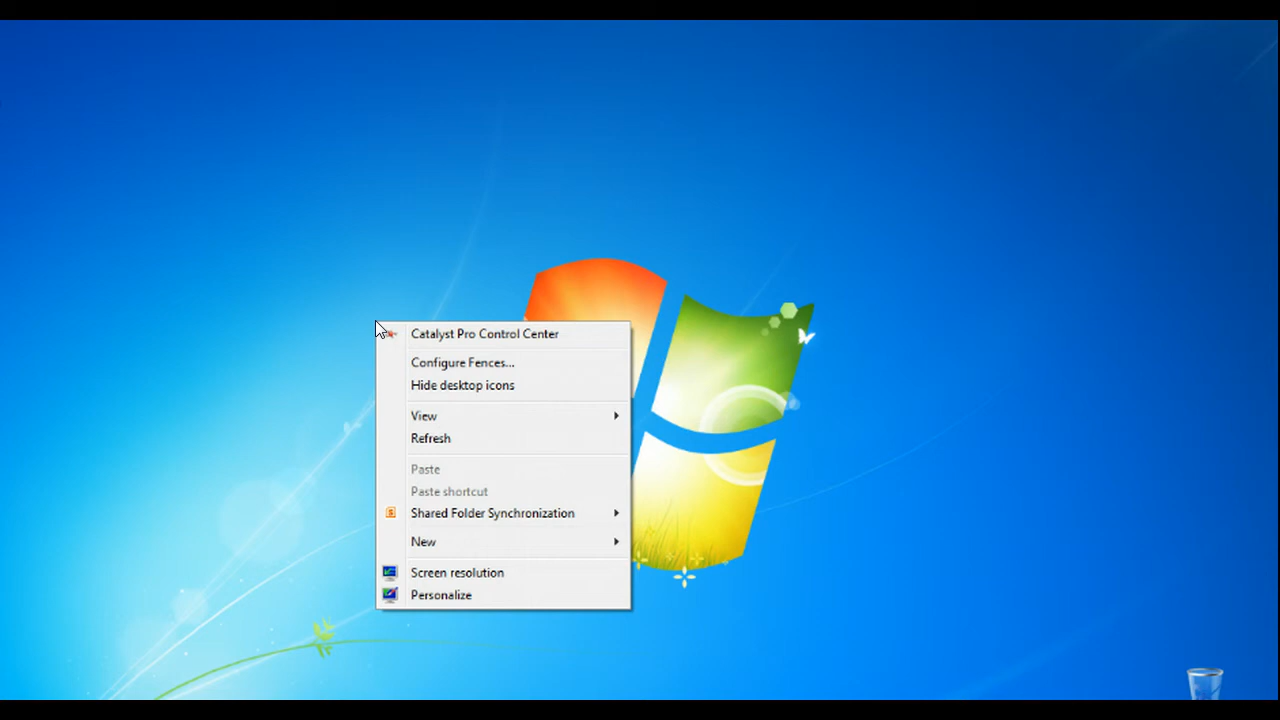 Catalyst Pro Control Center
Configure Fences...
Hide desktop icons
View
Refresh
Paste
Paste shortcut
Shared Folder Synchronization
New
Screen resolution
Personalize